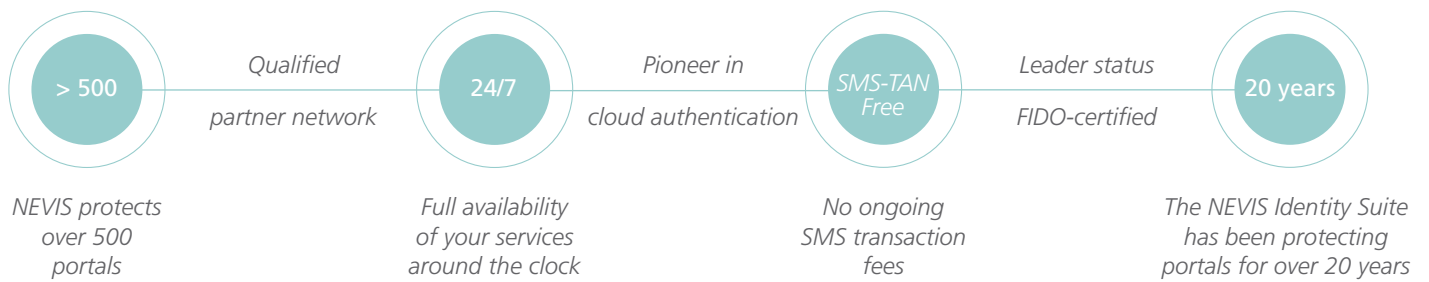 > 500
Qualified
partner network
24/7
Pioneer in
cloud authentication
SMS-TAN
Free
Leader status
FIDO-certified
20 years
NEVIS protects
over 500
portals
Full availability
of your services
around the clock
No ongoing
SMS transaction
fees
The NEVIS Identity Suite
has been protecting
portals for over 20 years